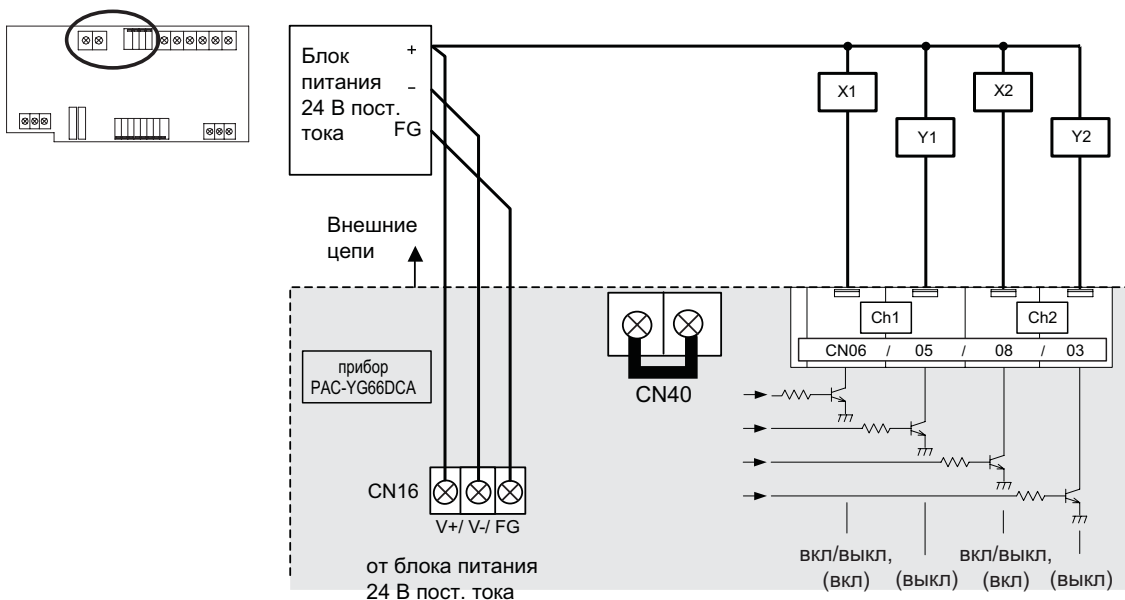 Блок
питания
24 В пост.
тока
+
-
FG
X1
X2
Y1
Y2
Внешние
цепи
Ch1
Ch2
CN06 / 05 / 08 / 03
прибор
PAC-YG66DCA
CN40
CN16
V+/ V-/ FG
от блока питания
24 В пост. тока
вкл/выкл,
(вкл)
(выкл)
вкл/выкл,
(вкл)
(выкл)